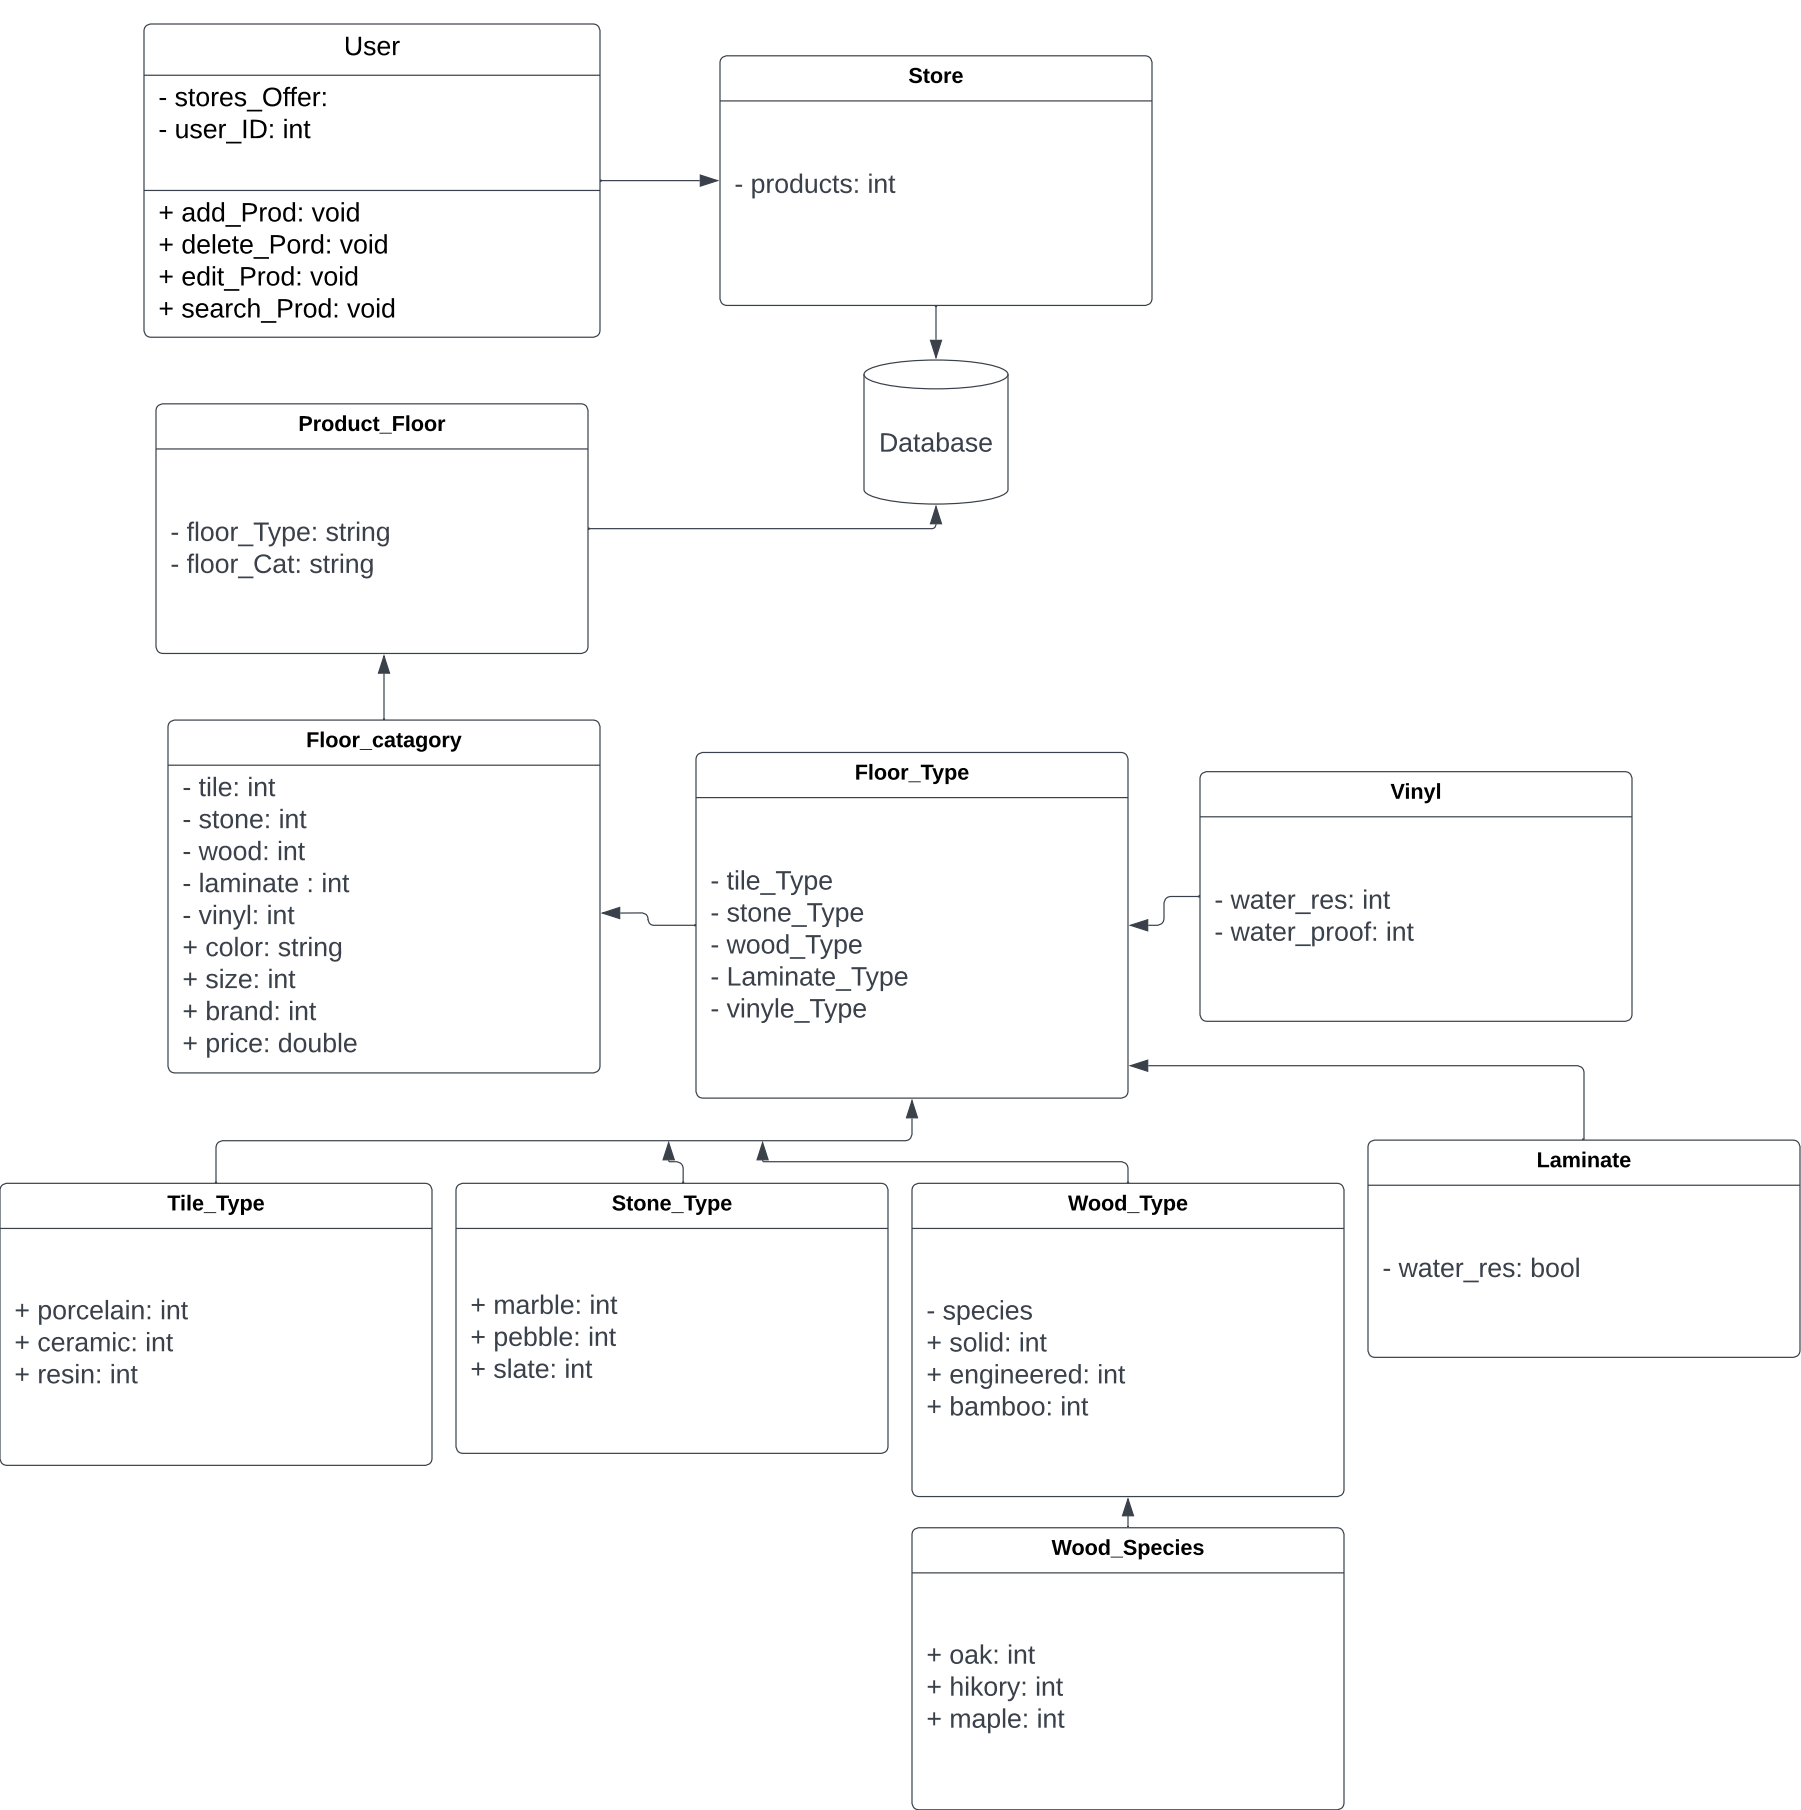 User
- stores_Offer:
- user_ID: int
+ add_Prod: void
+ delete_Pord: void
+ edit_Prod: void
+ search_Prod: void
Store
- products: int
Database
Product_Floor
- floor_Type: string
- floor_Cat: string
Floor_catagory
- tile: int
- stone: int
- wood: int
- laminate : int
- vinyl: int
+ color: string
+ size: int
+ brand: int
+ price: double
Floor_Type
- tile_Type
- stone_Type
- wood_Type
- Laminate_Type
- vinyle_Type
Vinyl
- water_res: int
- water_proof: int
Tile_Type
+ porcelain: int
+ ceramic: int
+ resin: int
Stone_Type
+ marble: int
+ pebble: int
+ slate: int
Wood_Type
- species
+ solid: int
+ engineered: int
+ bamboo: int
Laminate
- water_res: bool
Wood_Species
+ oak: int
+ hikory: int
+ maple: int